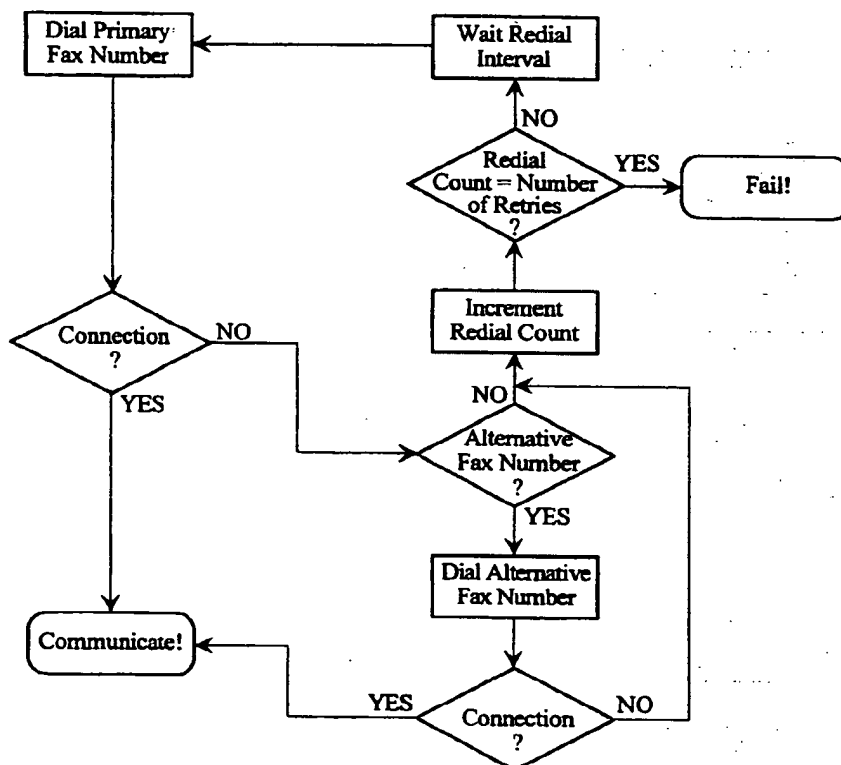 Dial Primary
Fax Number
Wait Redial
Interval
NO
Redial
Count = Number
of Retries
?
YES
Fail!
Increment
Redial Count
Connection
?
NO
YES
NO
Alternative
Fax Number
?
YES
Dial Alternative
Fax Number
Communicate!
YES
Connection
?
NO